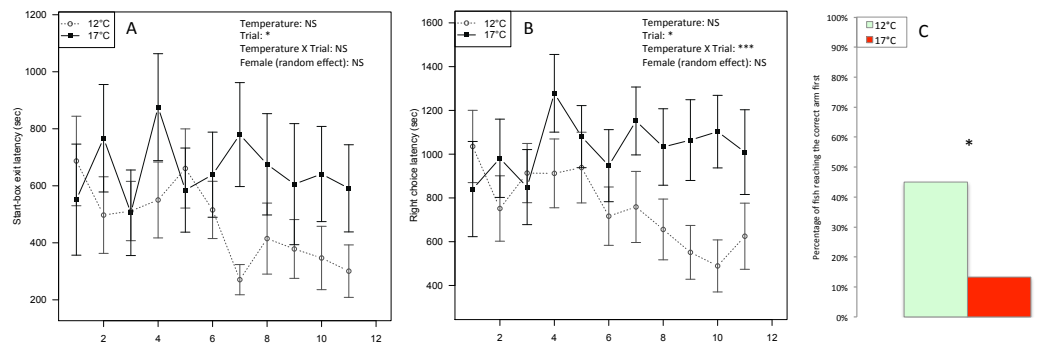 12°C
17°C
A
Temperature: NS
Trial: *
Temperature X Trial: NS
Female (random effect): NS
Start-box exit latency (sec)
1200
1000
800
600
400
200
2
4
6
8
10
12
12°C
17°C
B
Temperature: NS
Trial: *
Temperature X Trial: ***
Female (random effect): NS
Right choice latency (sec)
1600
1400
1200
1000
800
600
400
2
4
6
8
10
12
12°C
17°C
C
Percentage of fish reaching the correct arm first
100%
90%
80%
70%
60%
50%
40%
30%
20%
10%
0%
*